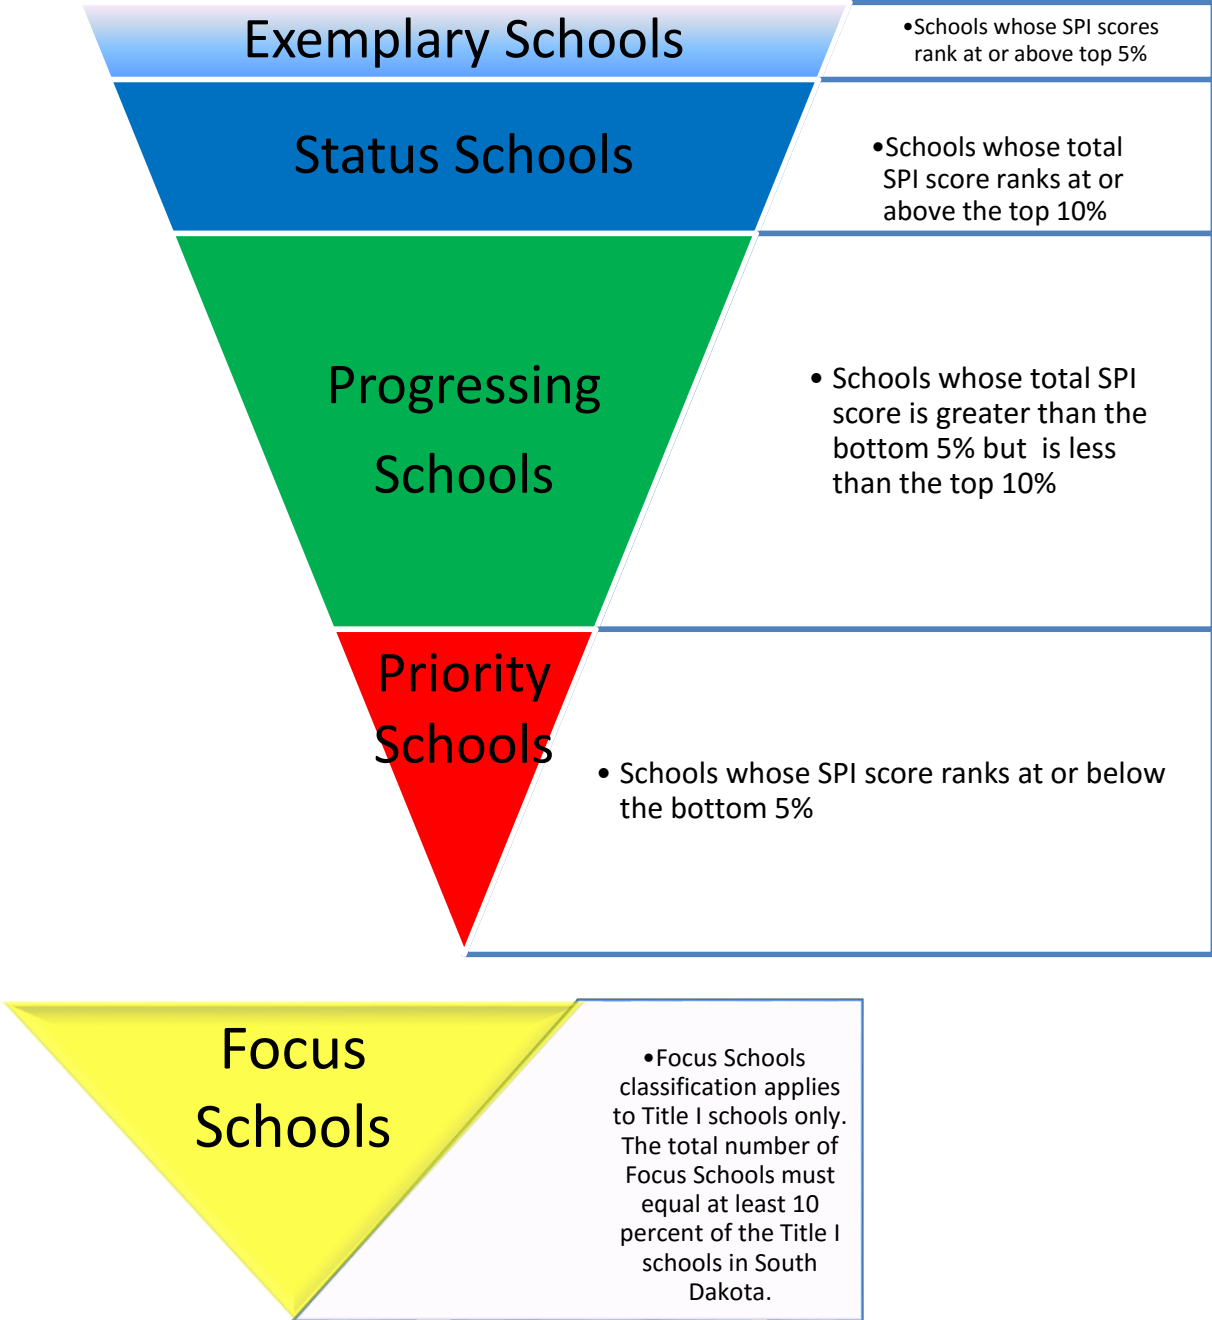 Exemplary Schools
•Schools whose SPI scores
rank at or above top 5%
Status Schools
•Schools whose total
SPI score ranks at or
above the top 10%
Progressing
Schools
• Schools whose total SPI
score is greater than the
bottom 5% but  is less
than the top 10%
Priority
Schools
• Schools whose SPI score ranks at or below
the bottom 5%
Focus
Schools
•Focus Schools
classification applies
to Title I schools only.
The total number of
Focus Schools must
equal at least 10
percent of the Title I
schools in South
Dakota.